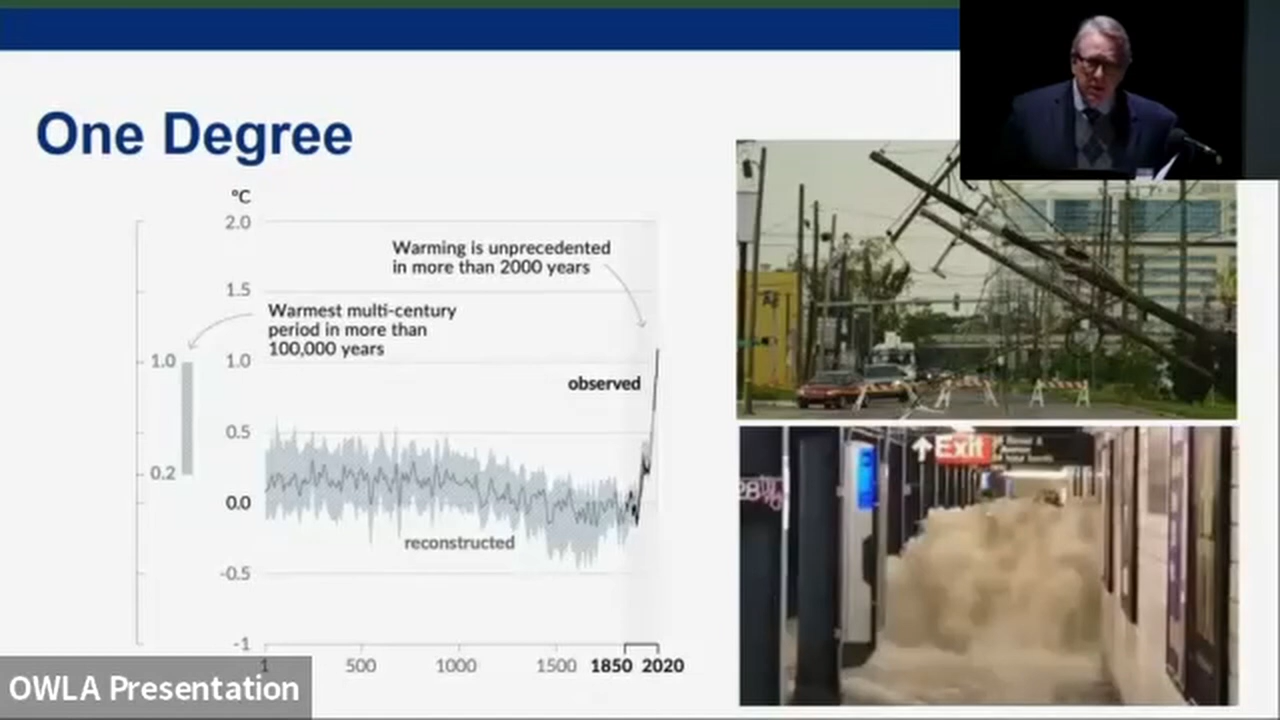 One Degree
°C
2.0
1.5
1.0
0.5
0.0
-0.5
-1
1.0
0.2
Warming is unprecedented
in more than 2000 years
Warmest multi-century
period in more than
100,000 years
observed
reconstructed
1 500 1000 1500 1850 2020
Exit
28
OWLA Presentation